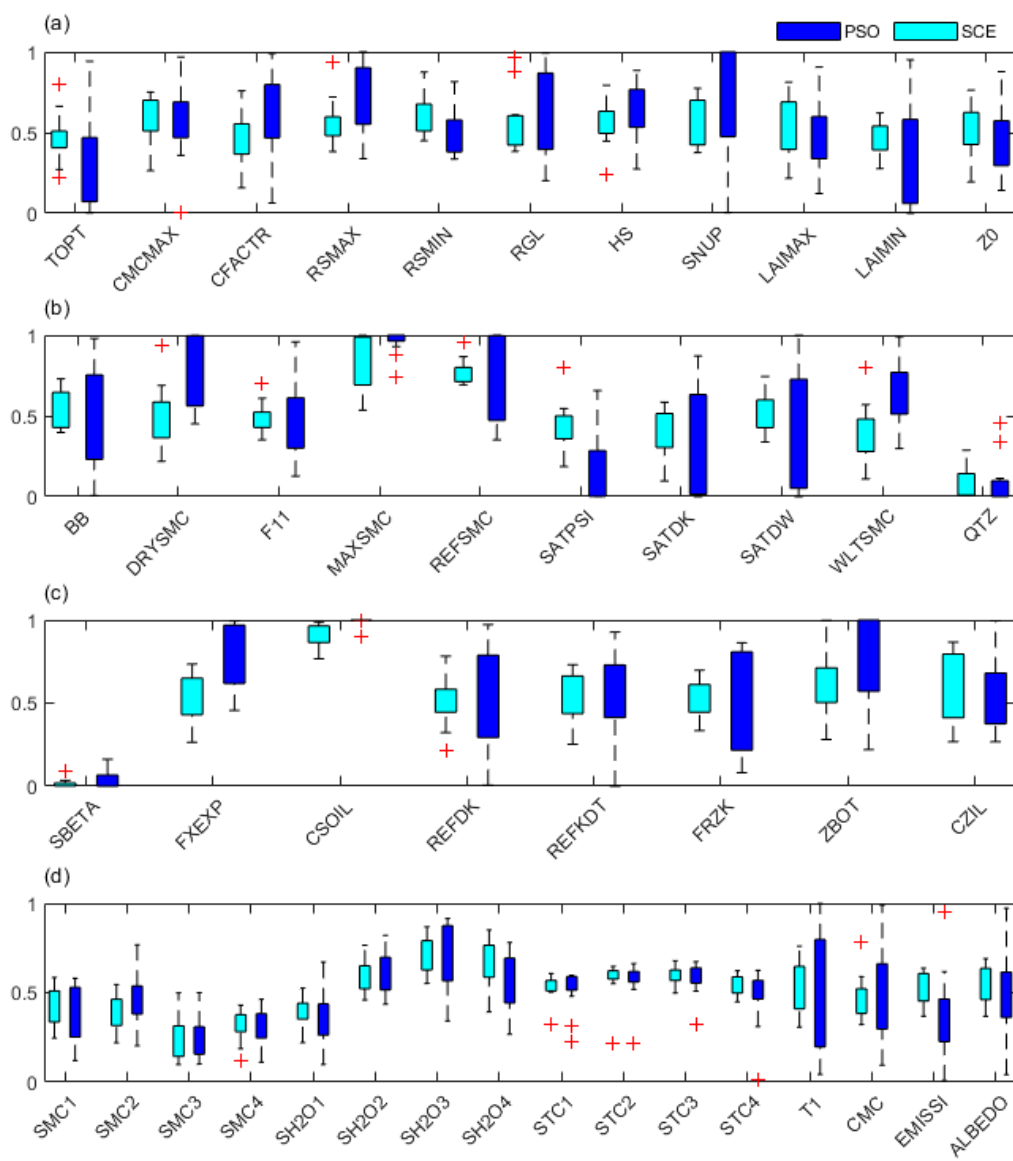 (a)
PSO SCE
1
0.5
0
TOPT CMCMAX CFACTR RSMAX RSMIN RGL HS SNUP LAIMAX LAIMIN Z0
(b)
1
0.5
0
BB DRYSMC F11 MAXSMC REFSMC SATPSI SATDK SATDW WLTSMC QTZ
(c)
1
0.5
0
SBETA FXEXP CSOIL REFDK REFKDT FRZK ZBOT CZIL
(d)
1
0.5
0
SMC1 SMC2 SMC3 SMC4 SH2O1 SH2O2 SH2O3 SH2O4 STC1 STC2 STC3 STC4 T1 CMC EMISSI ALBEDO